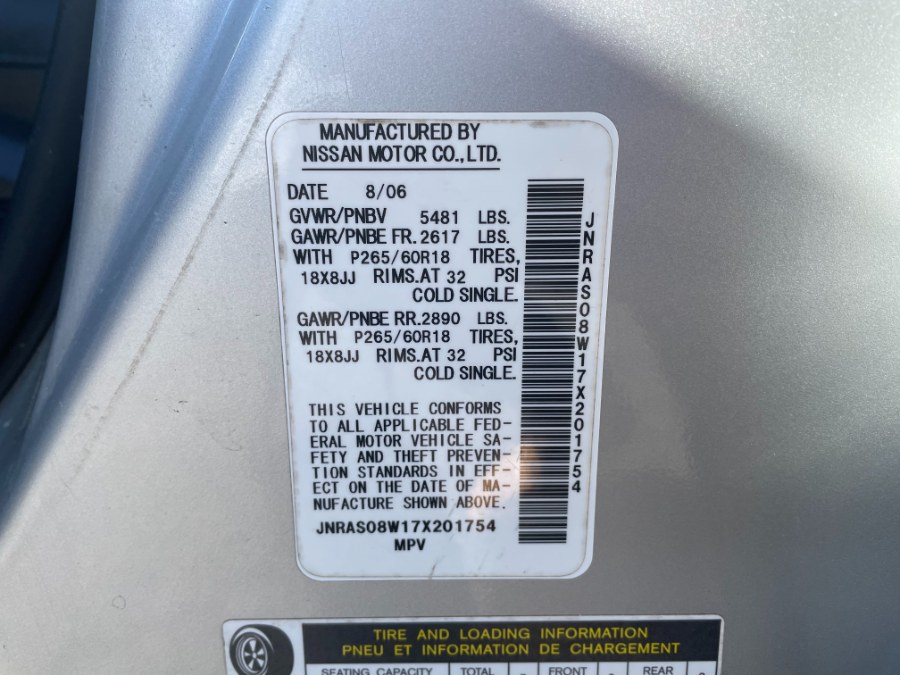 MANUFACTURED BY
NISSAN MOTOR CO.,LTD.
DATE 8/06
GVWR/PNBV 5481 LBS.
GAWR/PNBE FR. 2617 LBS.
WITH P265/60R18 TIRES,
18X8JJ RIMS.AT 32 PSI
COLD SINGLE.
GAWR/PNBE RR. 2890 LBS.
WITH P265/60R18 TIRES,
18X8JJ RIMS.AT 32 PSI
COLD SINGLE.
THIS VEHICLE CONFORMS
TO ALL APPLICABLE FED-
ERAL MOTOR VEHICLE SA-
FETY AND THEFT PREVEN-
TION STANDARDS IN EFF-
ECT ON THE DATE OF MA-
NUFACTURE SHOWN ABOVE.
JNRAS08W17X201754
MPV
JNRAS08W17X201754
TIRE AND LOADING INFORMATION
PNEU ET INFORMATION DE CHARGEMENT
SEATING CAPACITY TOTAL FRONT REAR